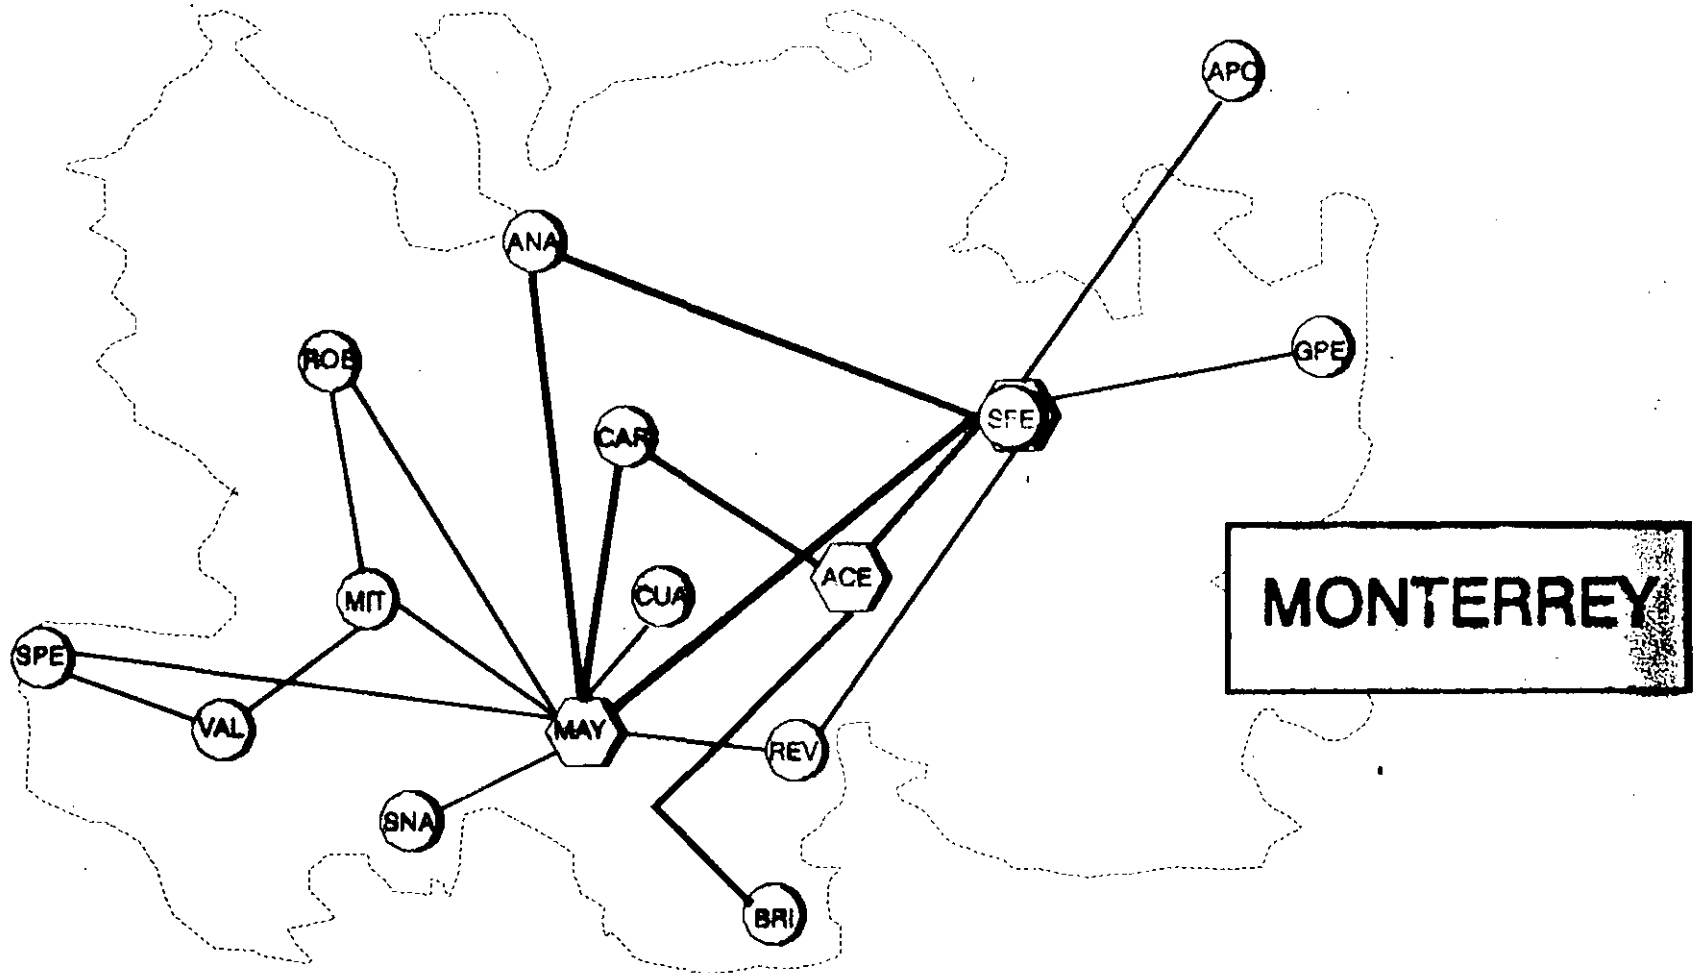 APO
ANA
GPE
ROB
SFE
CAR
ACE
CUA
MIT
MONTERREY
SPE
VAL
MAY
REV
SNA
BRI